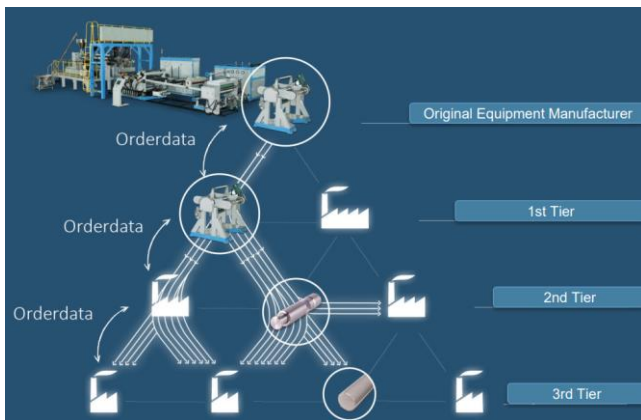 Original Equipment Manufacturer
Orderdata
1st Tier
Orderdata
2nd Tier
Orderdata
3rd Tier